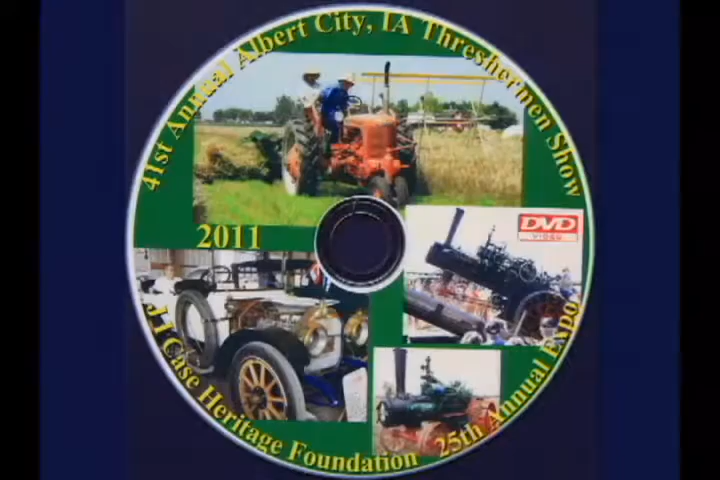 41st Annual Albert City, IA Threshermen Show
2011
DVD
VIDEO
JI Case Heritage Foundation
25th Annual Expo